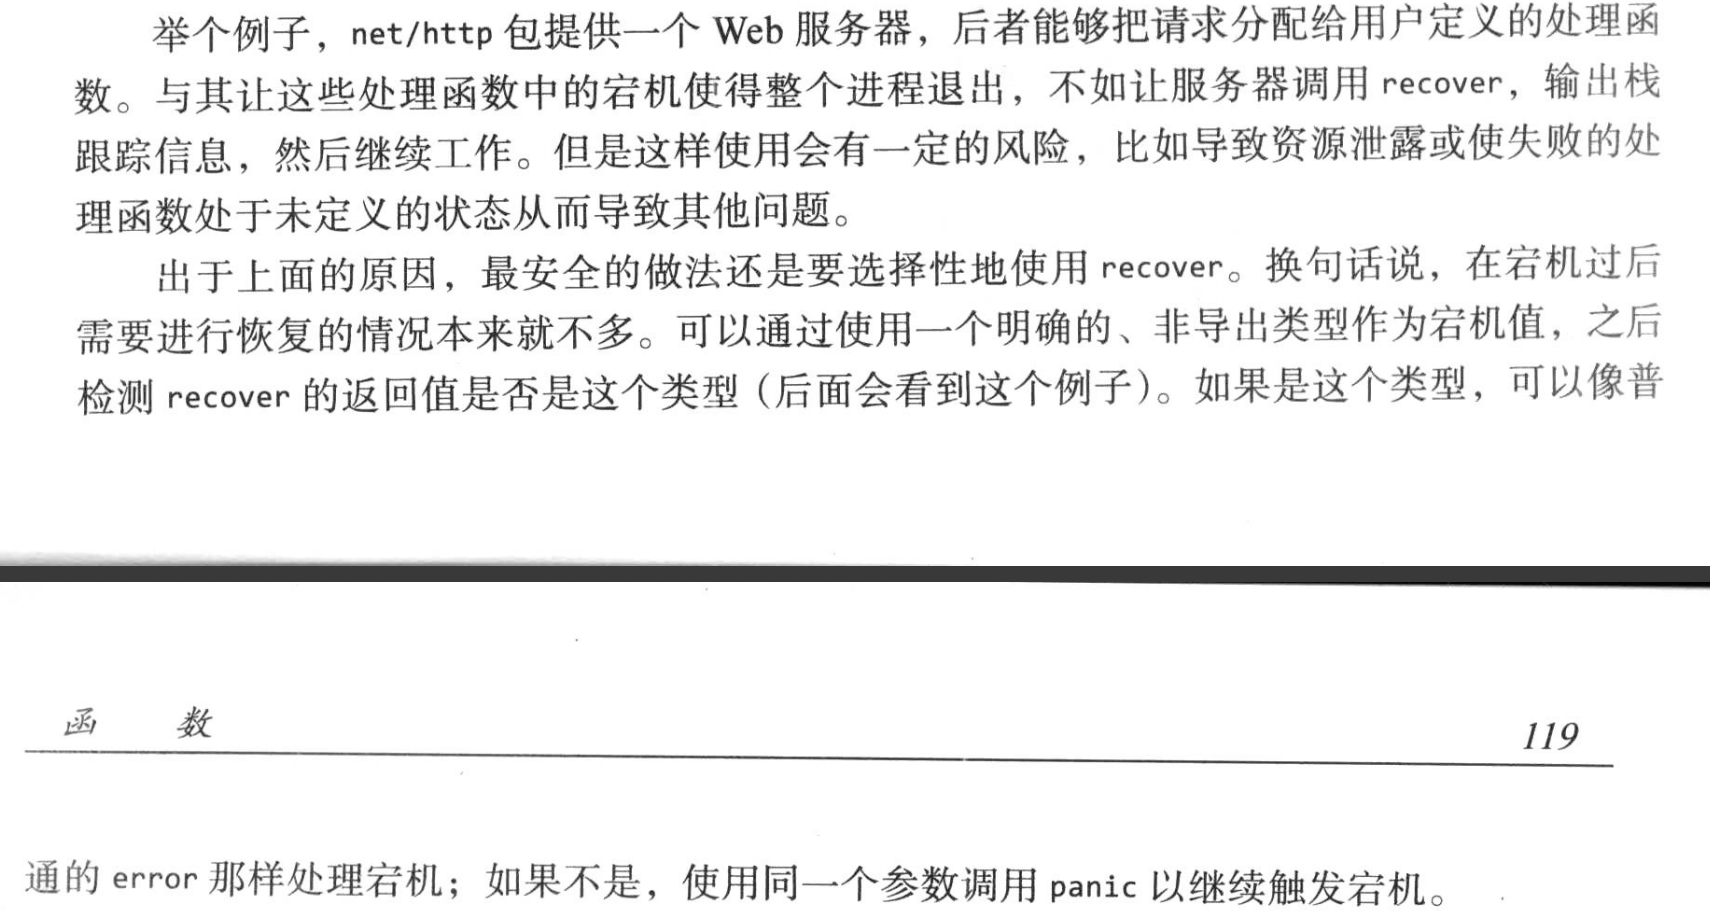 举个例子，net/http 包提供一个 Web 服务器，后者能够把请求分配给用户定义的处理函
数。与其让这些处理函数中的宕机使得整个进程退出，不如让服务器调用 recover，输出栈
跟踪信息，然后继续工作。但是这样使用会有一定的风险，比如导致资源泄露或使失败的处
理函数处于未定义的状态从而导致其他问题。
出于上面的原因，最安全的做法还是要选择性地使用 recover。换句话说，在宕机过后
需要进行恢复的情况本来就不多。可以通过使用一个明确的、非导出类型作为宕机值，之后
检测 recover 的返回值是否是这个类型（后面会看到这个例子）。如果是这个类型，可以像普
函 数 119
通的 error 那样处理宕机；如果不是，使用同一个参数调用 panic 以继续触发宕机。